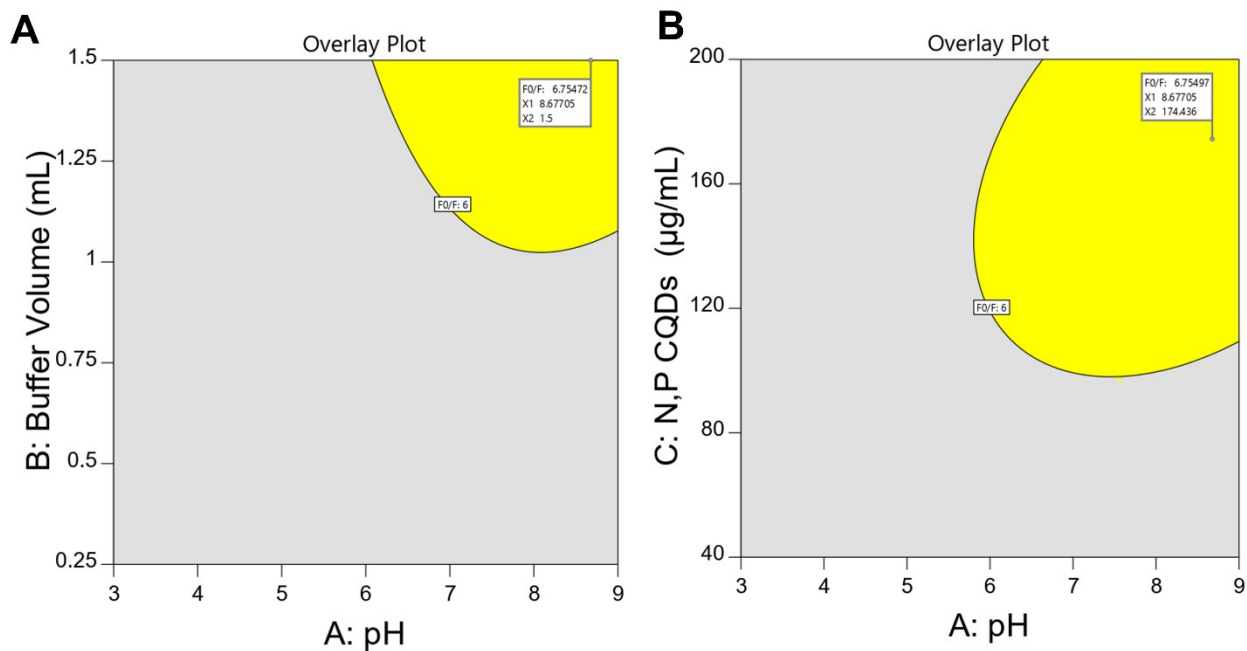 A
Overlay Plot
1.5
1.25
1
0.75
0.5
0.25
B: Buffer Volume (mL)
F0/F: 6.75472
X1 8.67705
X2 1.5
F0/F: 6
3 4 5 6 7 8 9
A: pH
B
Overlay Plot
200
160
120
80
40
C: N,P CQDs (µg/mL)
F0/F: 6.75497
X1 8.67705
X2 174.436
F0/F: 6
3 4 5 6 7 8 9
A: pH